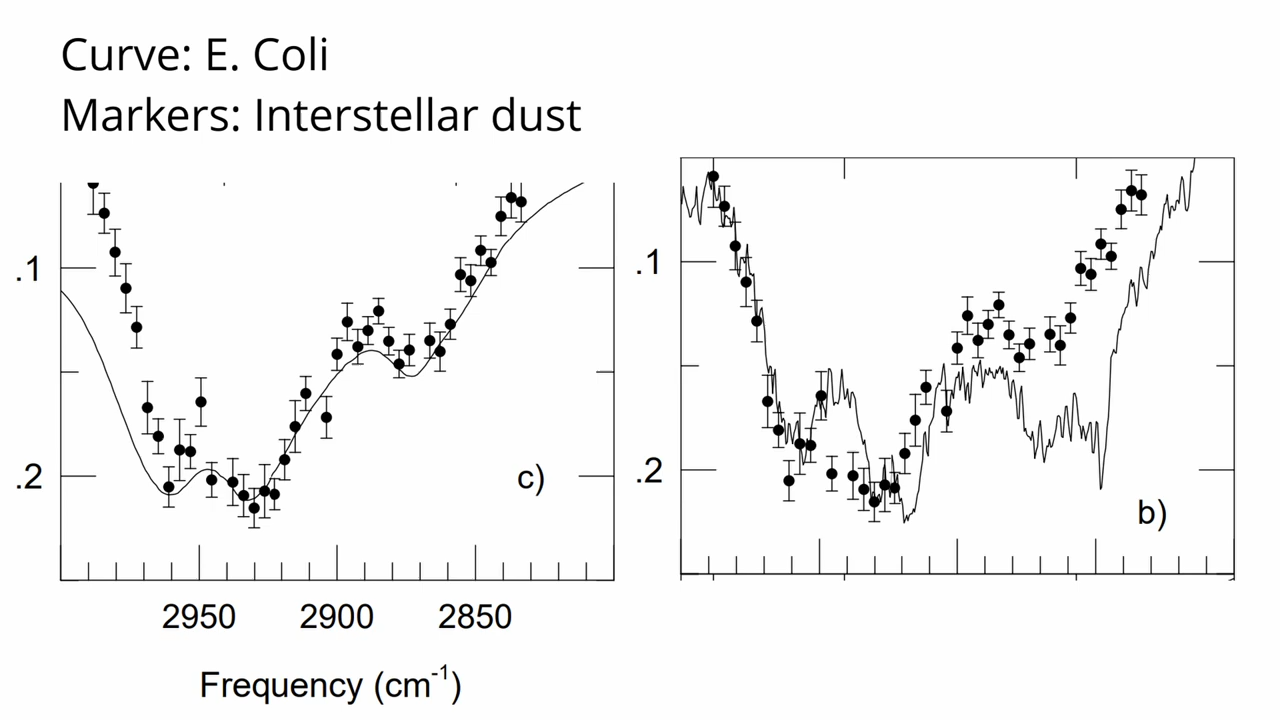 Curve: E. Coli
Markers: Interstellar dust
.1
.2
c)
2950 2900 2850
Frequency (cm-1)
.1
.2
b)